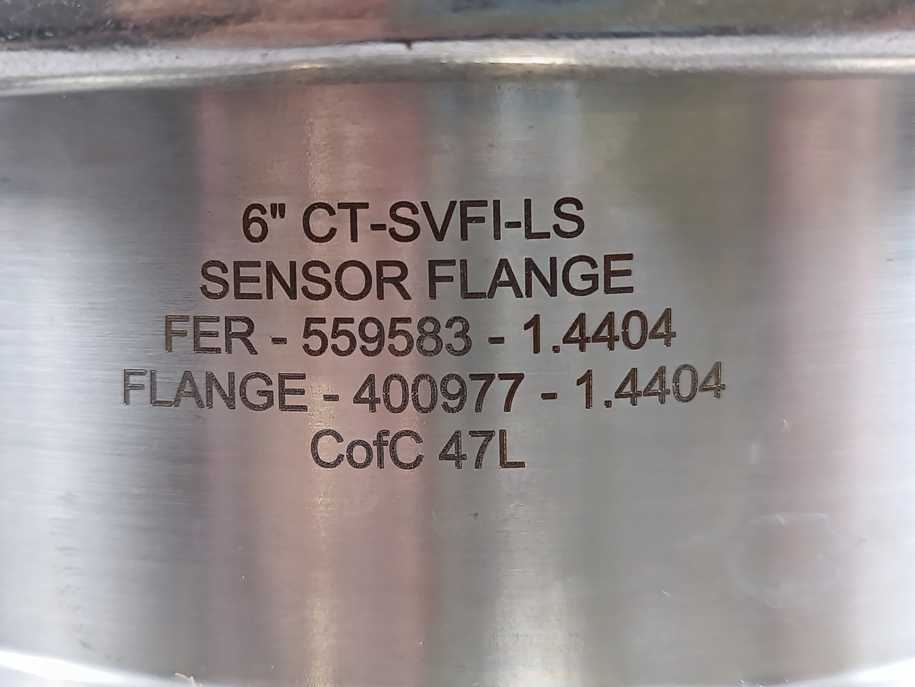 6" CT-SVFI-LS
SENSOR FLANGE
FER - 559583 - 1.4404
FLANGE - 400977 - 1.4404
CofC 47L